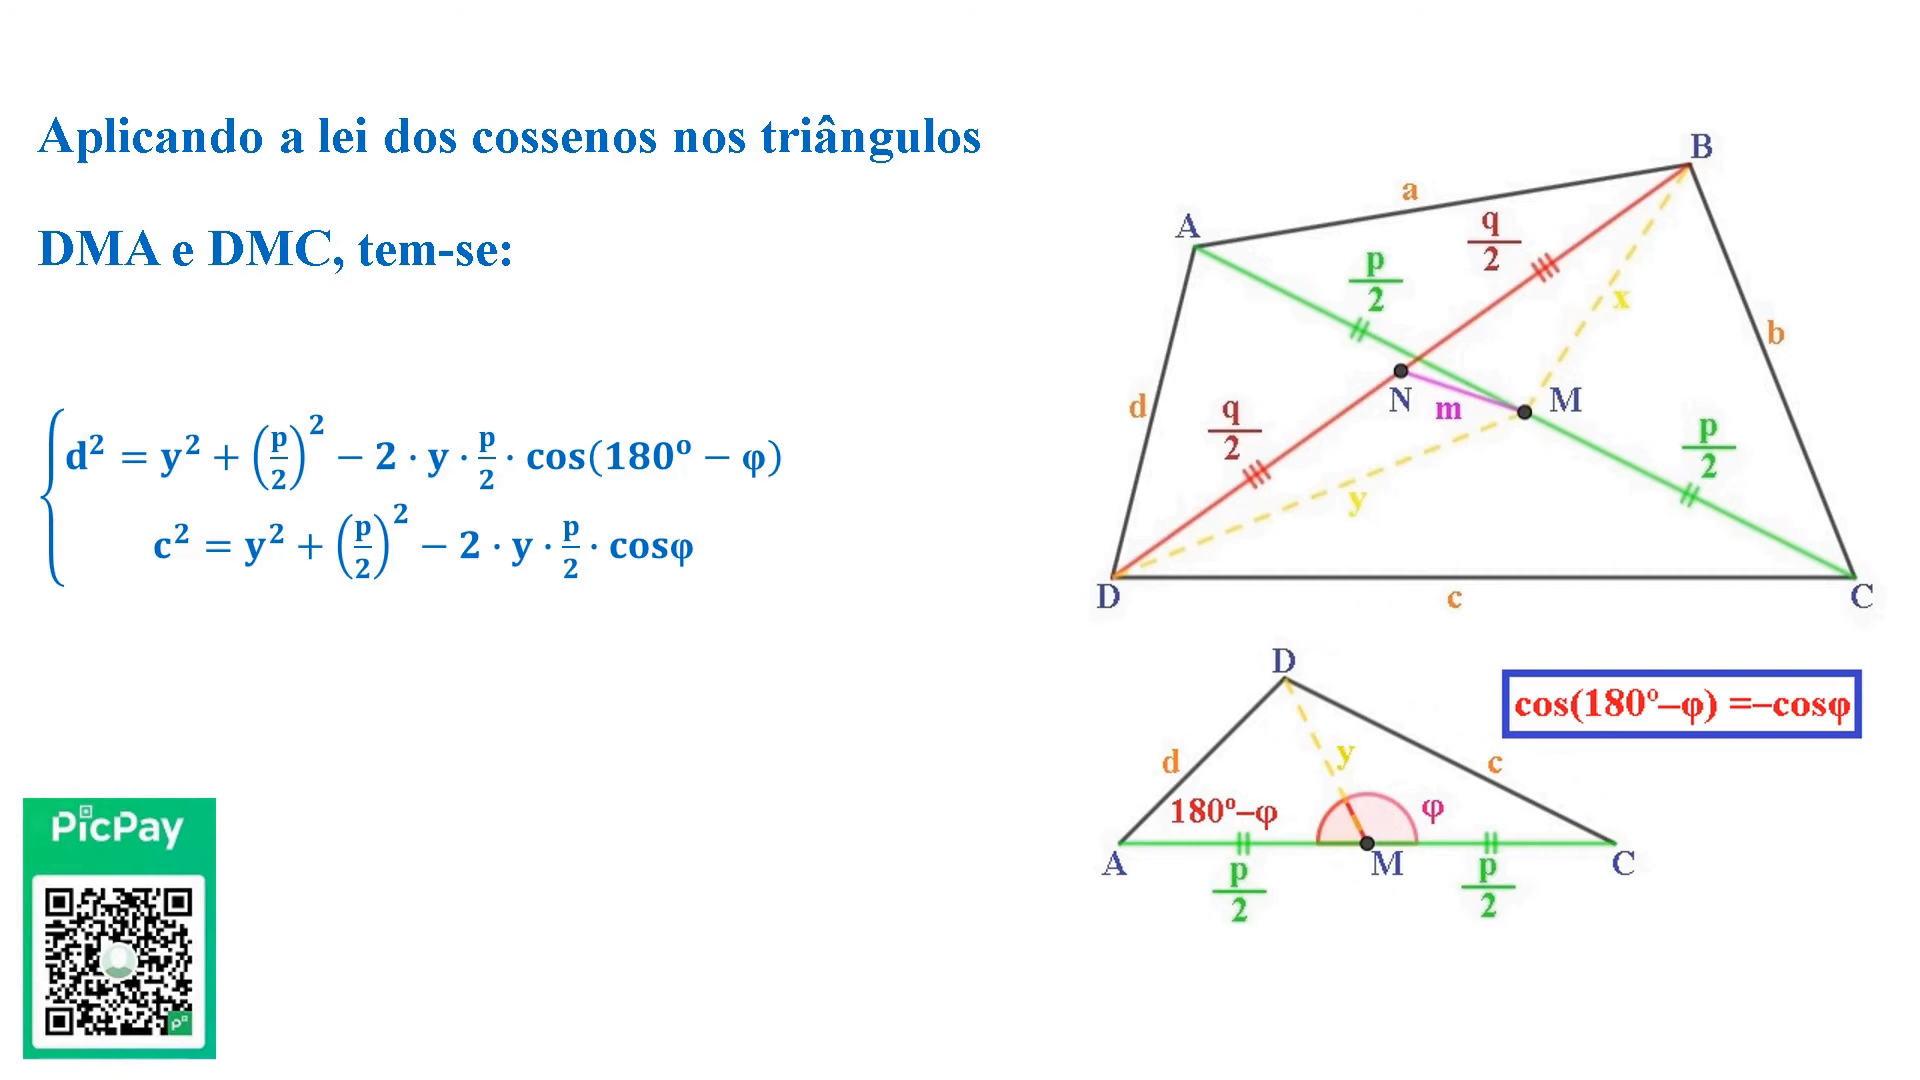 Aplicando a lei dos cossenos nos triângulos
DMA e DMC, tem-se:
d² = y² + (p/2)² − 2 · y · p/2 · cos(180º − φ)
c² = y² + (p/2)² − 2 · y · p/2 · cosφ
B
a
A
q/2
p/2
x
b
d
N
m
M
q/2
p/2
y
D
c
C
D
cos(180º–φ) =–cosφ
d
y
c
180º–φ
φ
A
M
C
p/2
p/2
PicPay